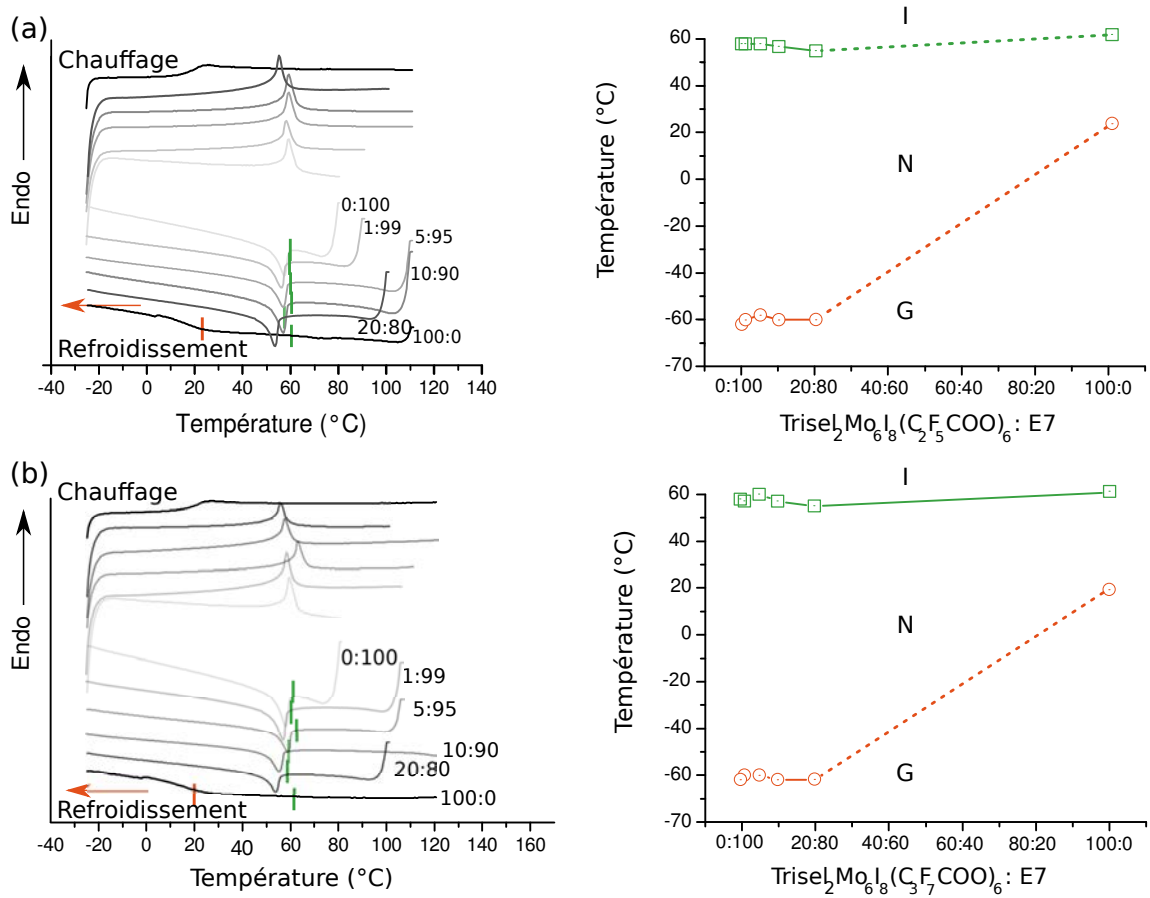 (a)
Chauffage
Endo
0:100
1:99
5:95
10:90
20:80
100:0
Refroidissement
-40 -20 0 20 40 60 80 100 120 140
Température (°C)
I
60
40
20
0
-20
-40
-60
-70
Température (°C)
N
G
0:100 20:80 40:60 60:40 80:20 100:0
Trisel2Mo6I8(C2F5COO)6: E7
(b)
Chauffage
Endo
0:100
1:99
5:95
10:90
20:80
100:0
Refroidissement
-40 -20 0 20 40 60 80 100 120 140 160
Température (°C)
I
60
40
20
0
-20
-40
-60
-70
Température (°C)
N
G
0:100 20:80 40:60 60:40 80:20 100:0
Trisel2Mo6I8(C3F7COO)6: E7